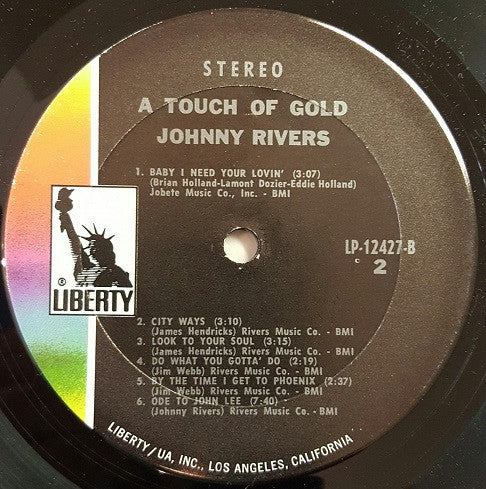 STEREO
A TOUCH OF GOLD
JOHNNY RIVERS
1. BABY I NEED YOUR LOVIN' (3:07)
(Brian Holland-Lamont Dozier-Eddie Holland)
Jobete Music Co., Inc. - BMI
LP-12427-B
c 2
® LIBERTY
2. CITY WAYS (3:10)
(James Hendricks) Rivers Music Co. - BMI
3. LOOK TO YOUR SOUL (3:15)
(James Hendricks) Rivers Music Co. - BMI
4. DO WHAT YOU GOTTA' DO (2:19)
(Jim Webb) Rivers Music Co. - BMI
5. BY THE TIME I GET TO PHOENIX (2:37)
(Jim Webb) Rivers Music Co. - BMI
6. ODE TO JOHN LEE (7:40)
(Johnny Rivers) Rivers Music Co. - BMI
LIBERTY/UA, INC., LOS ANGELES, CALIFORNIA